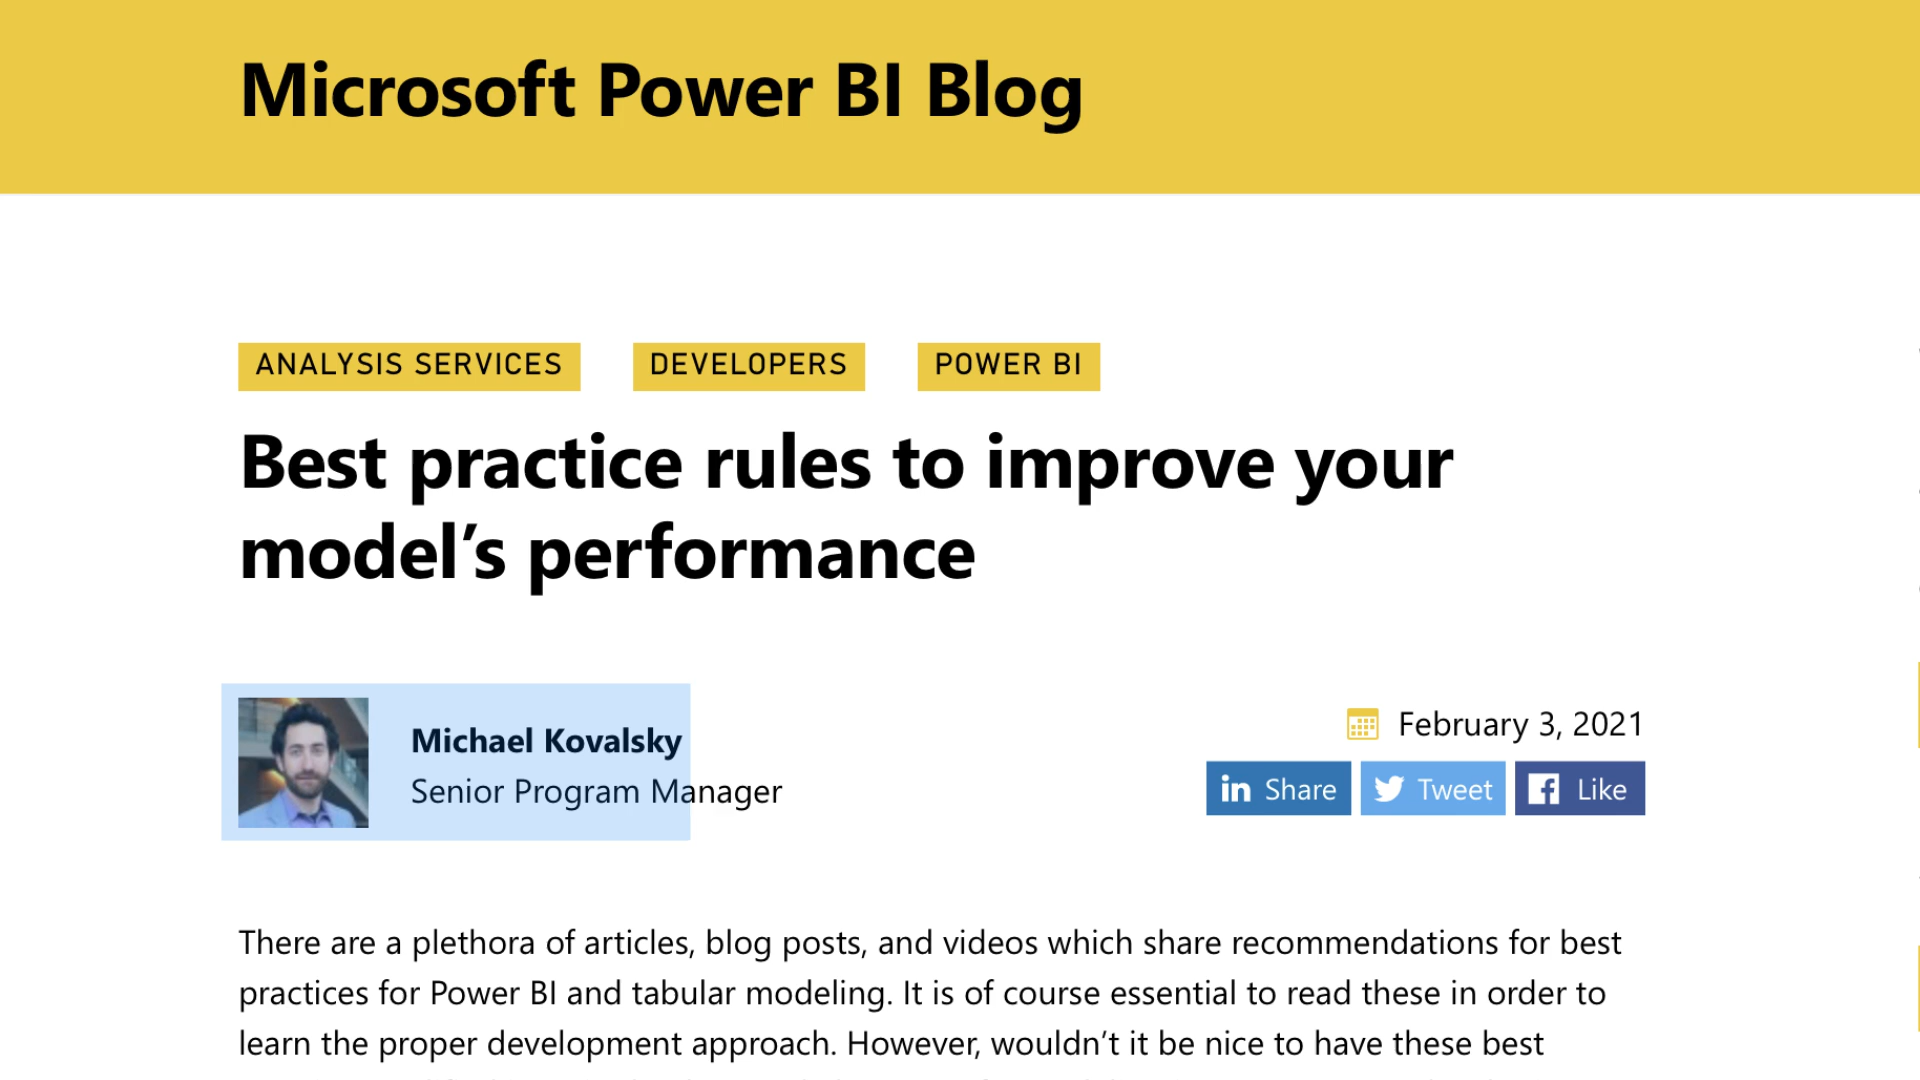 Microsoft Power BI Blog
ANALYSIS SERVICES DEVELOPERS POWER BI
Best practice rules to improve your
model’s performance
Michael Kovalsky
Senior Program Manager
February 3, 2021
in Share Tweet Like
There are a plethora of articles, blog posts, and videos which share recommendations for best
practices for Power BI and tabular modeling. It is of course essential to read these in order to
learn the proper development approach. However, wouldn’t it be nice to have these best